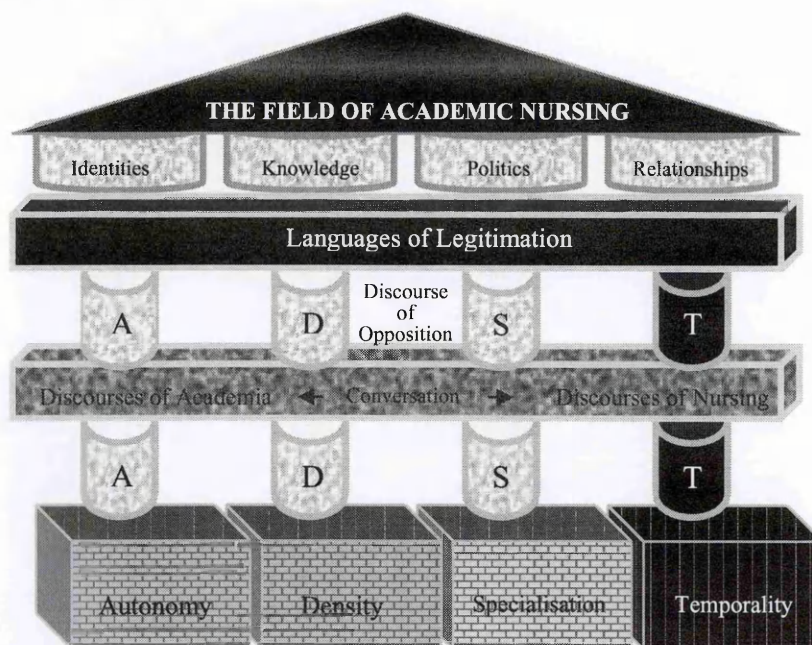 THE FIELD OF ACADEMIC NURSING
Identities Knowledge Politics Relationships
Languages of Legitimation
Discourse
of
Opposition
A D S T
Discourses of Academia Conversation Discourses of Nursing
A D S T
Autonomy Density Specialisation Temporality